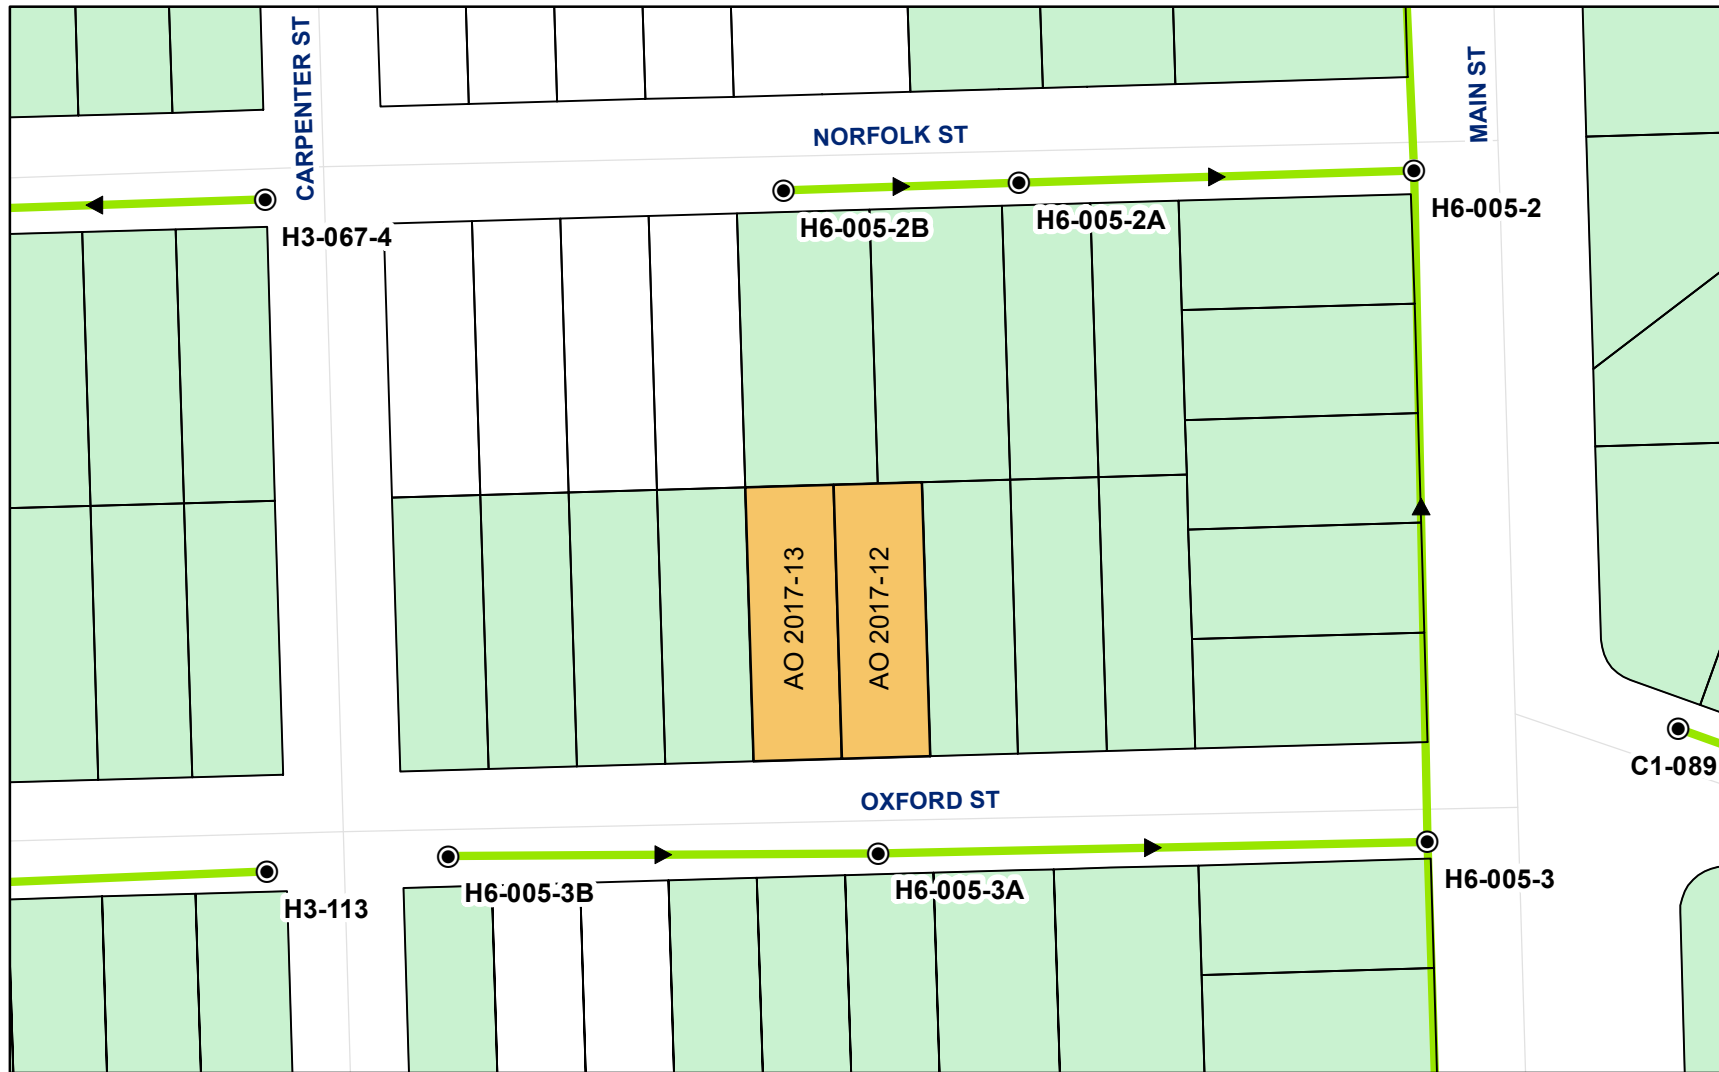 CARPENTER ST
MAIN ST
NORFOLK ST
H3-067-4
H6-005-2B
H6-005-2A
H6-005-2
AO 2017-13
AO 2017-12
C1-089
OXFORD ST
H3-113
H6-005-3B
H6-005-3A
H6-005-3